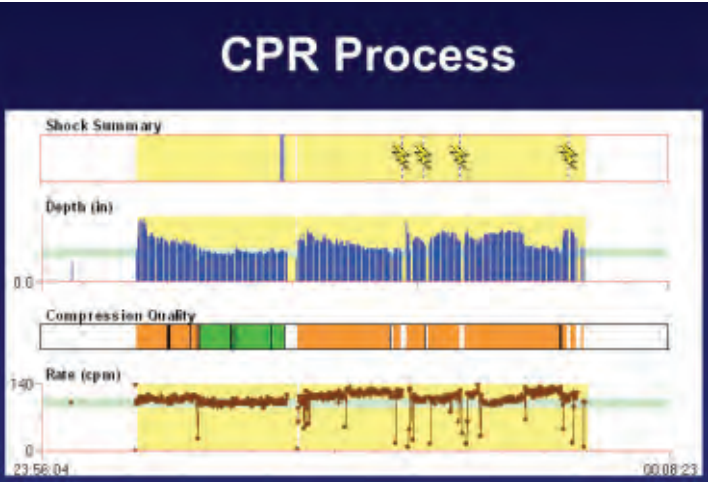 CPR Process
Shock Summary
Depth (in)
0.0
Compression Quality
Rate (cpm)
140
0
23:56:04
00:08:23